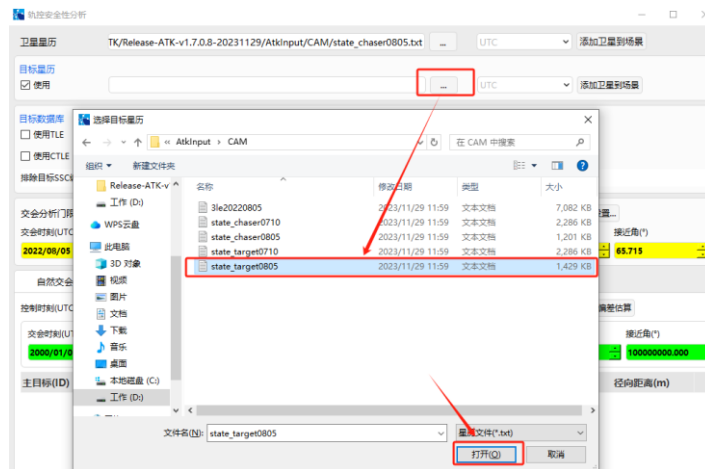 轨控安全性分析
卫星星历 TK/Release-ATK-v1.7.0.8-20231129/AtkInput/CAM/state_chaser0805.txt ... UTC 添加卫星到场景
目标星历
使用 ... UTC 添加卫星到场景
目标数据库
使用TLE
使用CTLE
排除目标SSC编
交会分析门限
交会时刻(UTC 接近角(°)
2022/08/05 65.715
自然交会
控制时刻(UTC 偏差估算
交会时刻(UT 接近角(°)
2000/01/0 100000000.000
主目标(ID) 径向距离(m)
选择目标星历
« AtkInput › CAM 在 CAM 中搜索
组织 新建文件夹
名称 修改日期 类型 大小
Release-ATK-v
工作 (D:)
WPS云盘
此电脑
3D 对象
视频
图片
文档
下载
音乐
桌面
本地磁盘 (C:)
工作 (D:)
3le20220805 2023/11/29 11:59 文本文档 7,082 KB
state_chaser0710 2023/11/29 11:59 文本文档 2,286 KB
state_chaser0805 2023/11/29 11:59 文本文档 1,201 KB
state_target0710 2023/11/29 11:59 文本文档 2,286 KB
state_target0805 2023/11/29 11:59 文本文档 1,429 KB
文件名(N): state_target0805 星历文件(*.txt)
打开(O) 取消